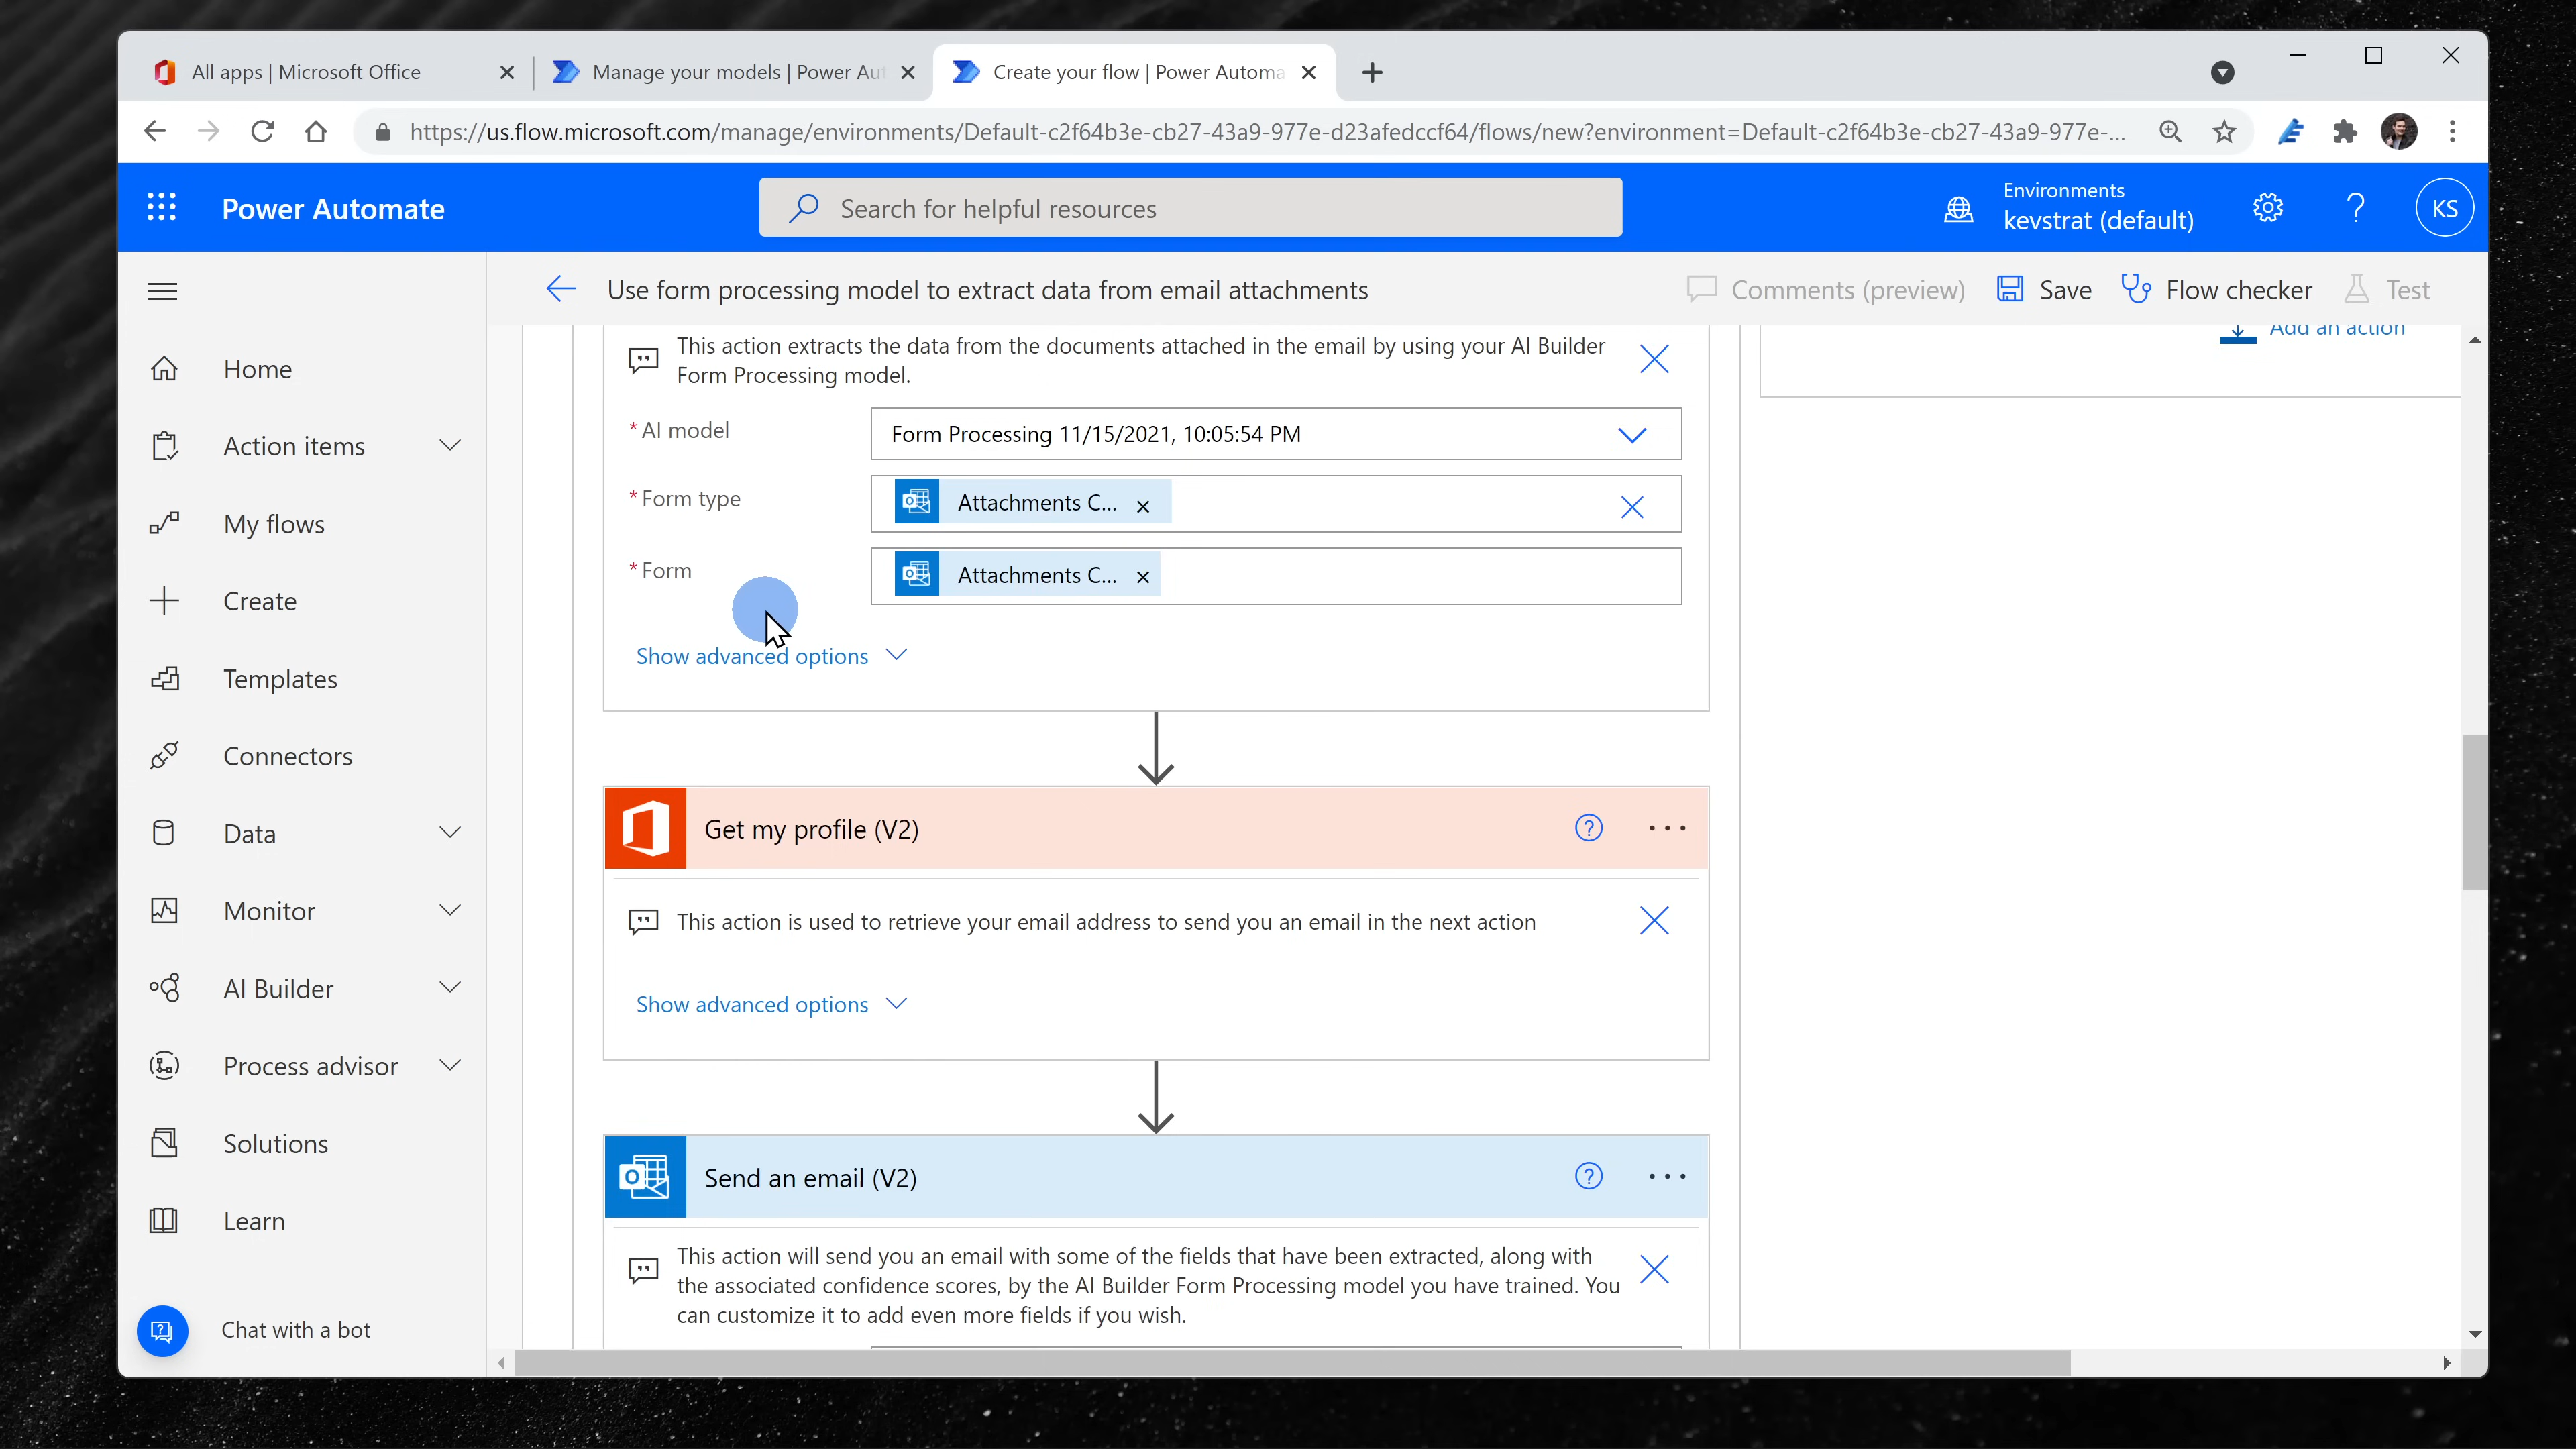 All apps | Microsoft Office
Manage your models | Power Aut
Create your flow | Power Automa
https://us.flow.microsoft.com/manage/environments/Default-c2f64b3e-cb27-43a9-977e-d23afedccf64/flows/new?environment=Default-c2f64b3e-cb27-43a9-977e-...
Power Automate
Search for helpful resources
Environments
kevstrat (default)
KS
Use form processing model to extract data from email attachments
Comments (preview)
Save
Flow checker
Test
Home
Action items
My flows
Create
Templates
Connectors
Data
Monitor
AI Builder
Process advisor
Solutions
Learn
Chat with a bot
Add an action
This action extracts the data from the documents attached in the email by using your AI Builder
Form Processing model.
* AI model
Form Processing 11/15/2021, 10:05:54 PM
* Form type
Attachments C...
* Form
Attachments C...
Show advanced options
Get my profile (V2)
This action is used to retrieve your email address to send you an email in the next action
Show advanced options
Send an email (V2)
This action will send you an email with some of the fields that have been extracted, along with
the associated confidence scores, by the AI Builder Form Processing model you have trained. You
can customize it to add even more fields if you wish.